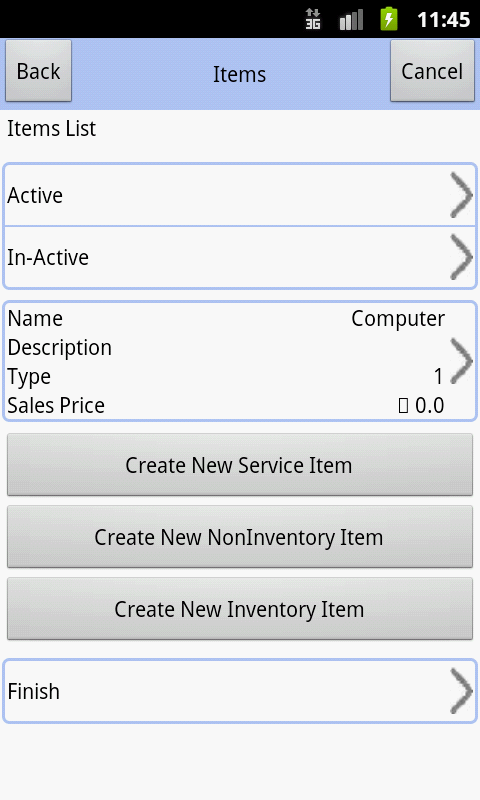 3G 11:45
Back Items Cancel
Items List
Active
In-Active
Name Computer
Description
Type 1
Sales Price 0.0
Create New Service Item
Create New NonInventory Item
Create New Inventory Item
Finish